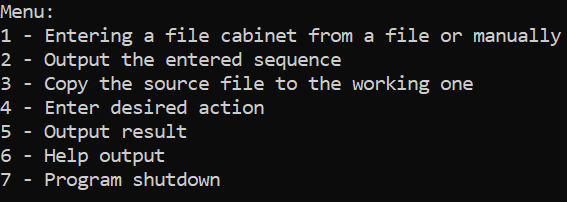 Menu:
1 - Entering a file cabinet from a file or manually
2 - Output the entered sequence
3 - Copy the source file to the working one
4 - Enter desired action
5 - Output result
6 - Help output
7 - Program shutdown